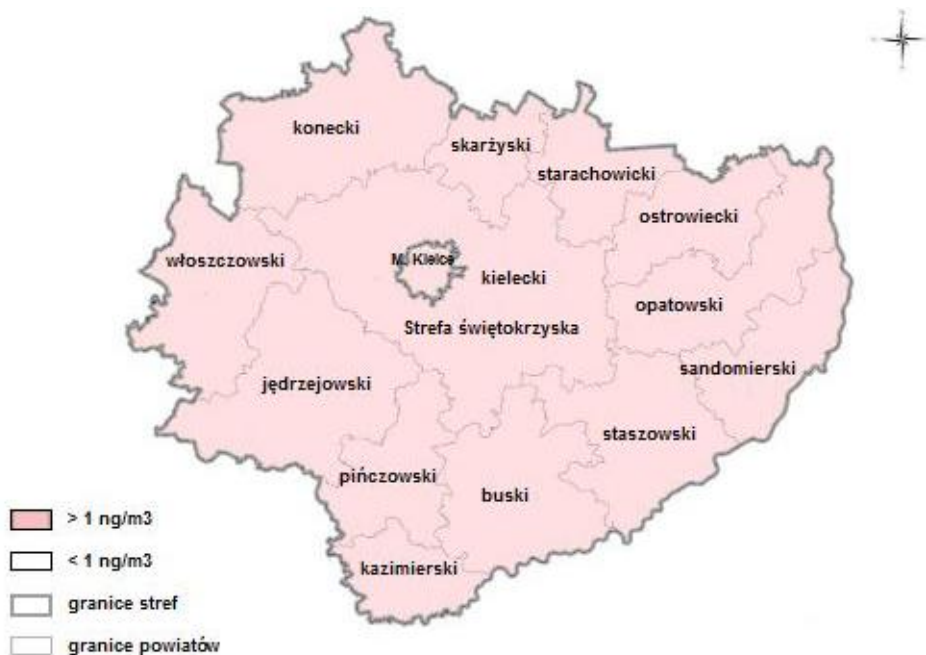 konecki
skarżyski
starachowicki
ostrowiecki
włoszczowski
M. Kielce
kielecki
opatowski
Strefa świętokrzyska
sandomierski
jędrzejowski
staszowski
pińczowski
buski
kazimierski
> 1 ng/m3
< 1 ng/m3
granice stref
granice powiatów